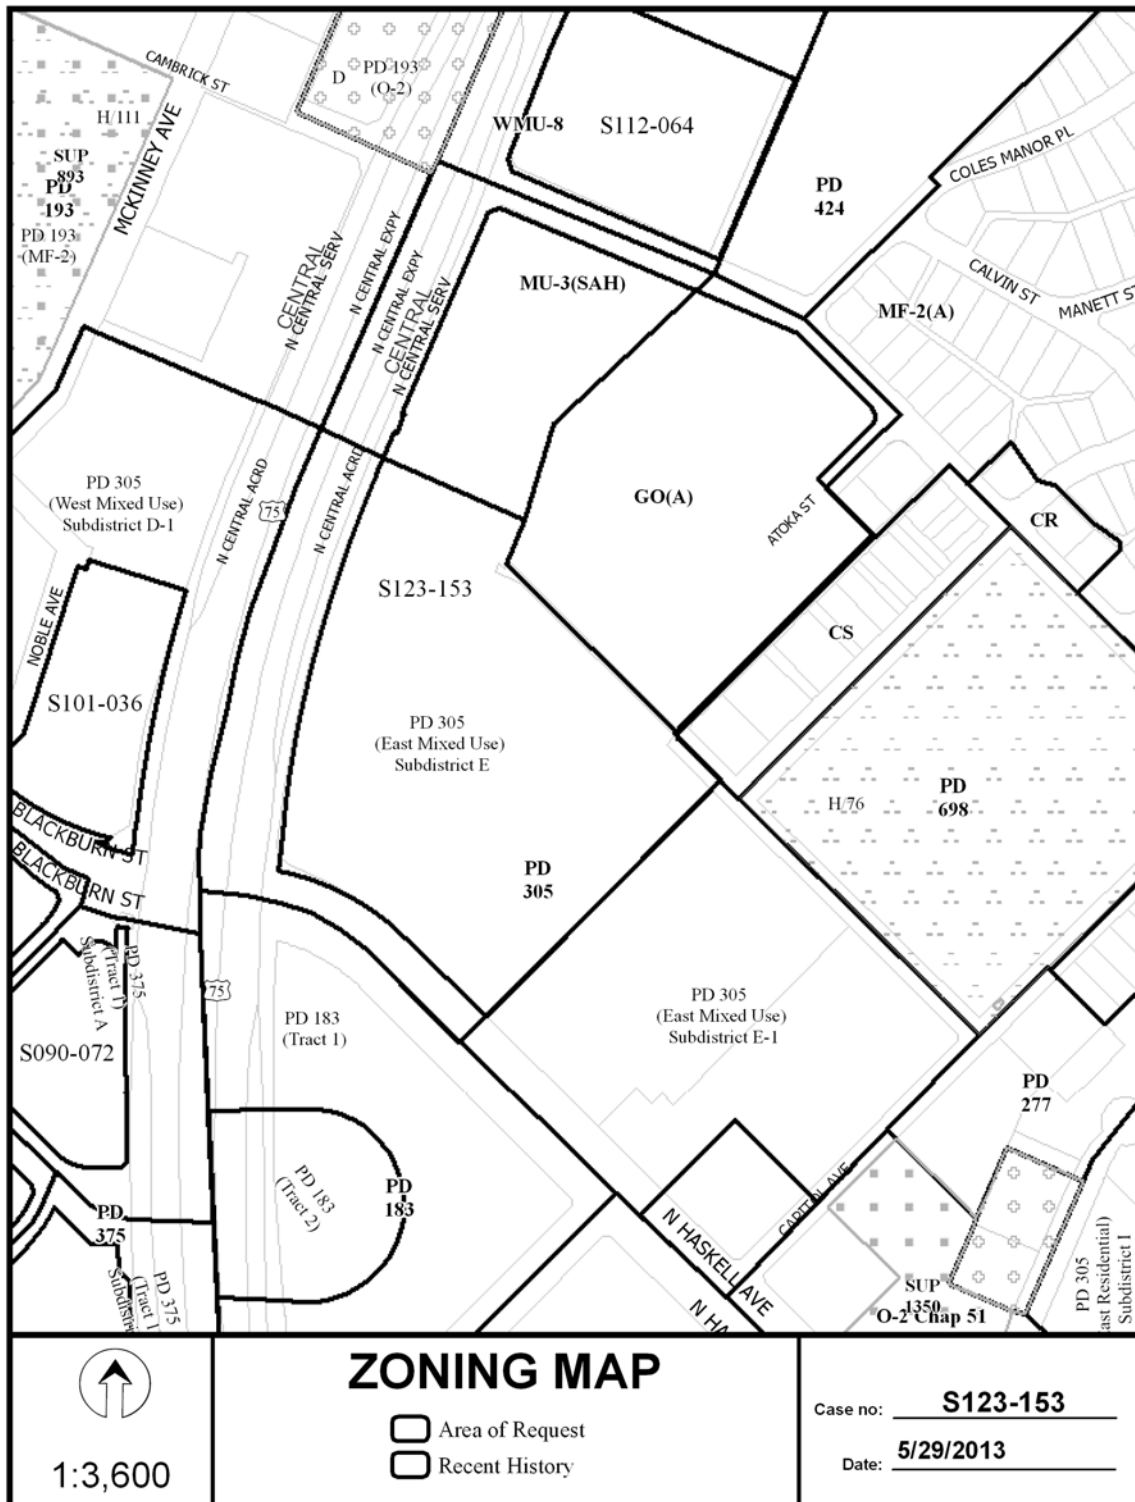 CAMBRICK ST
D
PD 193
(O-2)
H/111
MCKINNEY AVE
SUP
893
PD
193
PD 193
(MF-2)
WMU-8
S112-064
COLES MANOR PL
PD
424
CENTRAL
N CENTRAL SERV
N CENTRAL EXPY
N CENTRAL EXPY
CENTRAL
N CENTRAL SERV
MU-3(SAH)
CALVIN ST
MANETT ST
MF-2(A)
PD 305
(West Mixed Use)
Subdistrict D-1
N CENTRAL ACRD
75
N CENTRAL ACRD
GO(A)
ATOKA ST
CR
S123-153
NOBLE AVE
CS
S101-036
PD 305
(East Mixed Use)
Subdistrict E
H/76
PD
698
BLACKBURN ST
BLACKBURN ST
PD
305
PD 375
(Tract 1)
Subdistrict A
75
PD 183
(Tract 1)
PD 305
(East Mixed Use)
Subdistrict E-1
S090-072
PD
277
PD 183
(Tract 2)
PD
183
PD
375
CAPITOL AVE
N HASKELL AVE
PD 375
(Tract 1
Subdistri
N HA
SUP
1350
O-2 Chap 51
PD 305
ast Residential)
Subdistrict I
1:3,600
ZONING MAP
Area of Request
Recent History
Case no: S123-153
Date: 5/29/2013